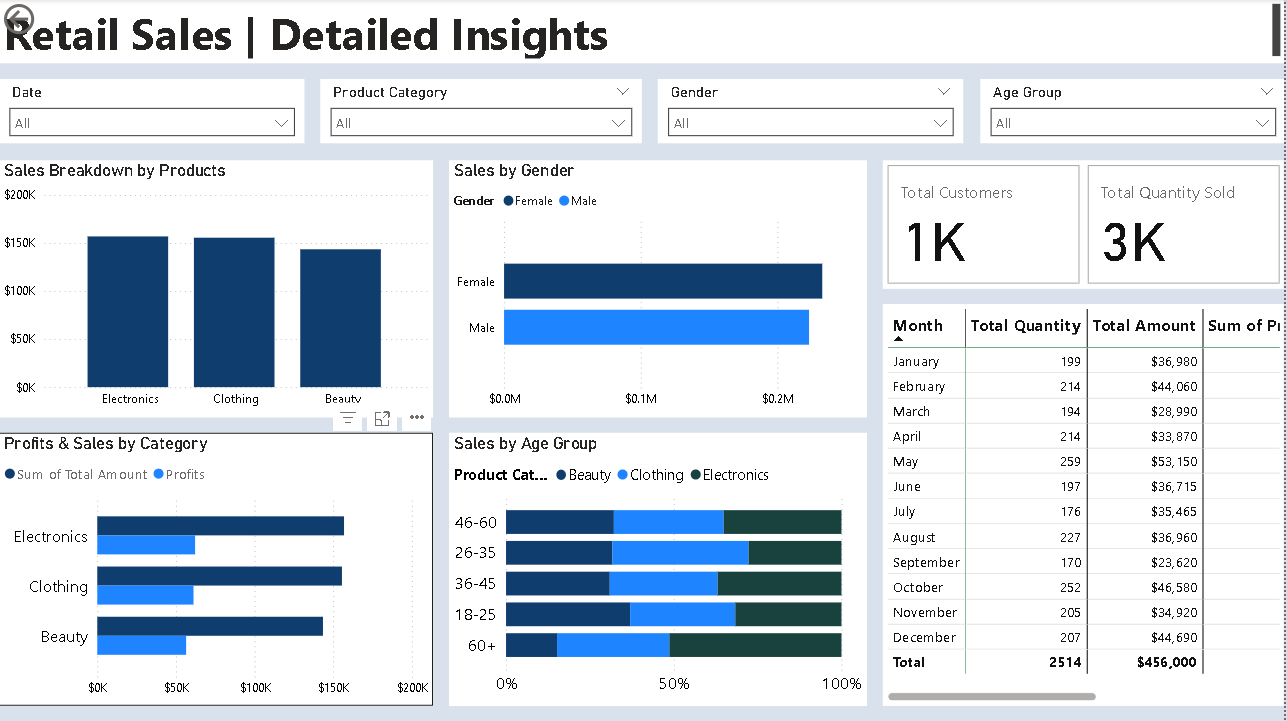 Retail Sales | Detailed Insights
Date
All
Product Category
All
Gender
All
Age Group
All
Sales Breakdown by Products
$200K
$150K
$100K
$50K
$0K
Electronics Clothing Beauty
Sales by Gender
Gender Female Male
Female
Male
$0.0M $0.1M $0.2M
Total Customers
1K
Total Quantity Sold
3K
Profits & Sales by Category
Sum of Total Amount Profits
Electronics
Clothing
Beauty
$0K $50K $100K $150K $200K
Sales by Age Group
Product Cat... Beauty Clothing Electronics
46-60
26-35
36-45
18-25
60+
0% 50% 100%
Month Total Quantity Total Amount Sum of
January 199 $36,980
February 214 $44,060
March 194 $28,990
April 214 $33,870
May 259 $53,150
June 197 $36,715
July 176 $35,465
August 227 $36,960
September 170 $23,620
October 252 $46,580
November 205 $34,920
December 207 $44,690
Total 2514 $456,000